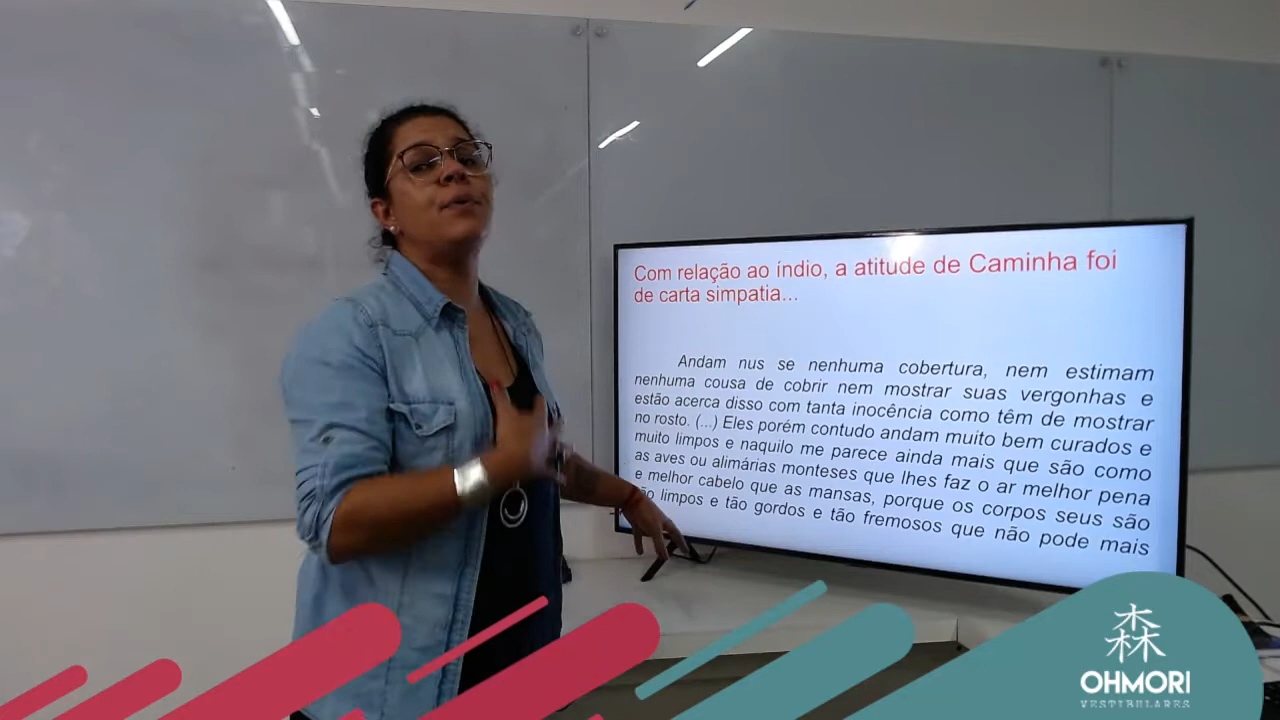 Com relação ao índio, a atitude de Caminha foi
de carta simpatia...
Andam nus se nenhuma cobertura, nem estimam
nenhuma cousa de cobrir nem mostrar suas vergonhas e
estão acerca disso com tanta inocência como têm de mostrar
no rosto. (...) Eles porém contudo andam muito bem curados e
muito limpos e naquilo me parece ainda mais que são como
as aves ou alimárias monteses que lhes faz o ar melhor pena
e melhor cabelo que as mansas, porque os corpos seus são
limpos e tão gordos e tão fremosos que não pode mais
森
OHMORI
VESTIBULARES